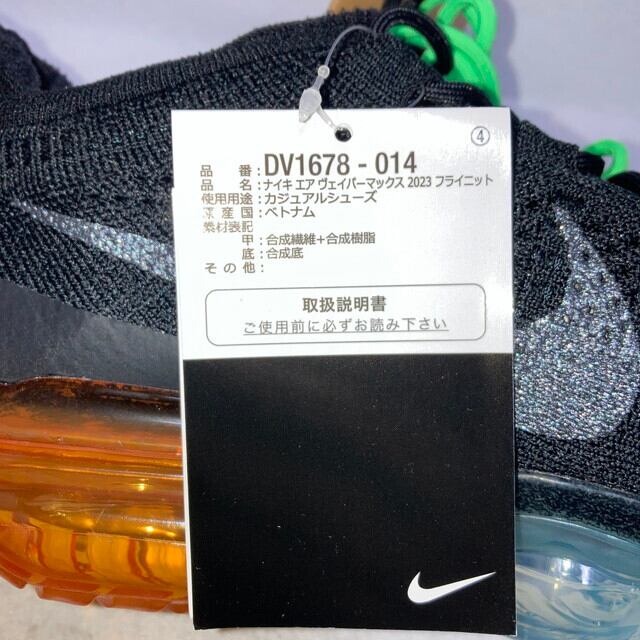 ④
品番:DV1678-014
品名:ナイキ エア ヴェイパーマックス 2023 フライニット
使用用途:カジュアルシューズ
原産国:ベトナム
素材表記
甲:合成繊維+合成樹脂
底:合成底
その他:
取扱説明書
ご使用前に必ずお読み下さい